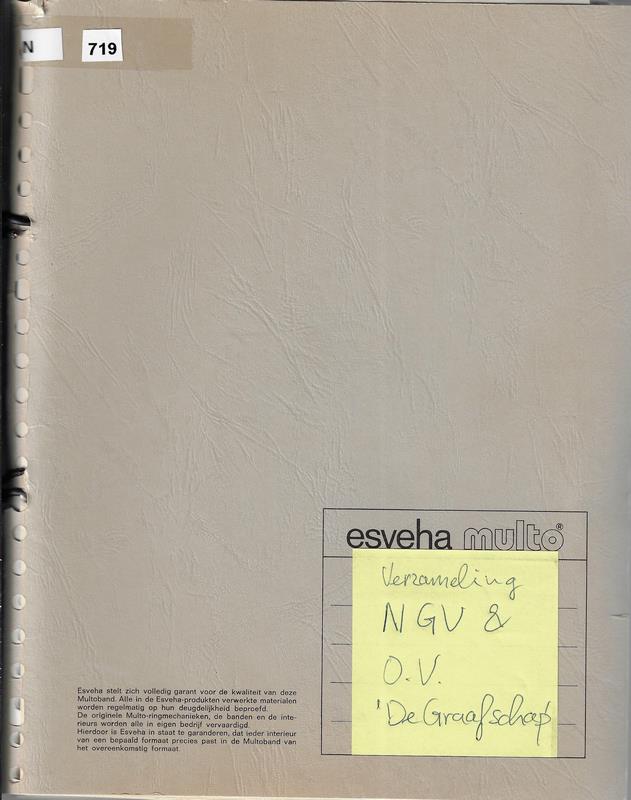 N
719
esveha multo®
Verzameling
NGV &
O.V.
'De Graafschap'
Esveha stelt zich volledig garant voor de kwaliteit van deze
Multoband. Alle in de Esveha-produkten verwerkte materialen
worden regelmatig op hun deugdelijkheid beproefd.
De originele Multo-ringmechanieken, de banden en de inte-
rieurs worden alle in eigen bedrijf vervaardigd.
Hierdoor is Esveha in staat te garanderen, dat ieder interieur
van een bepaald formaat precies past in de Multoband van
het overeenkomstig formaat.